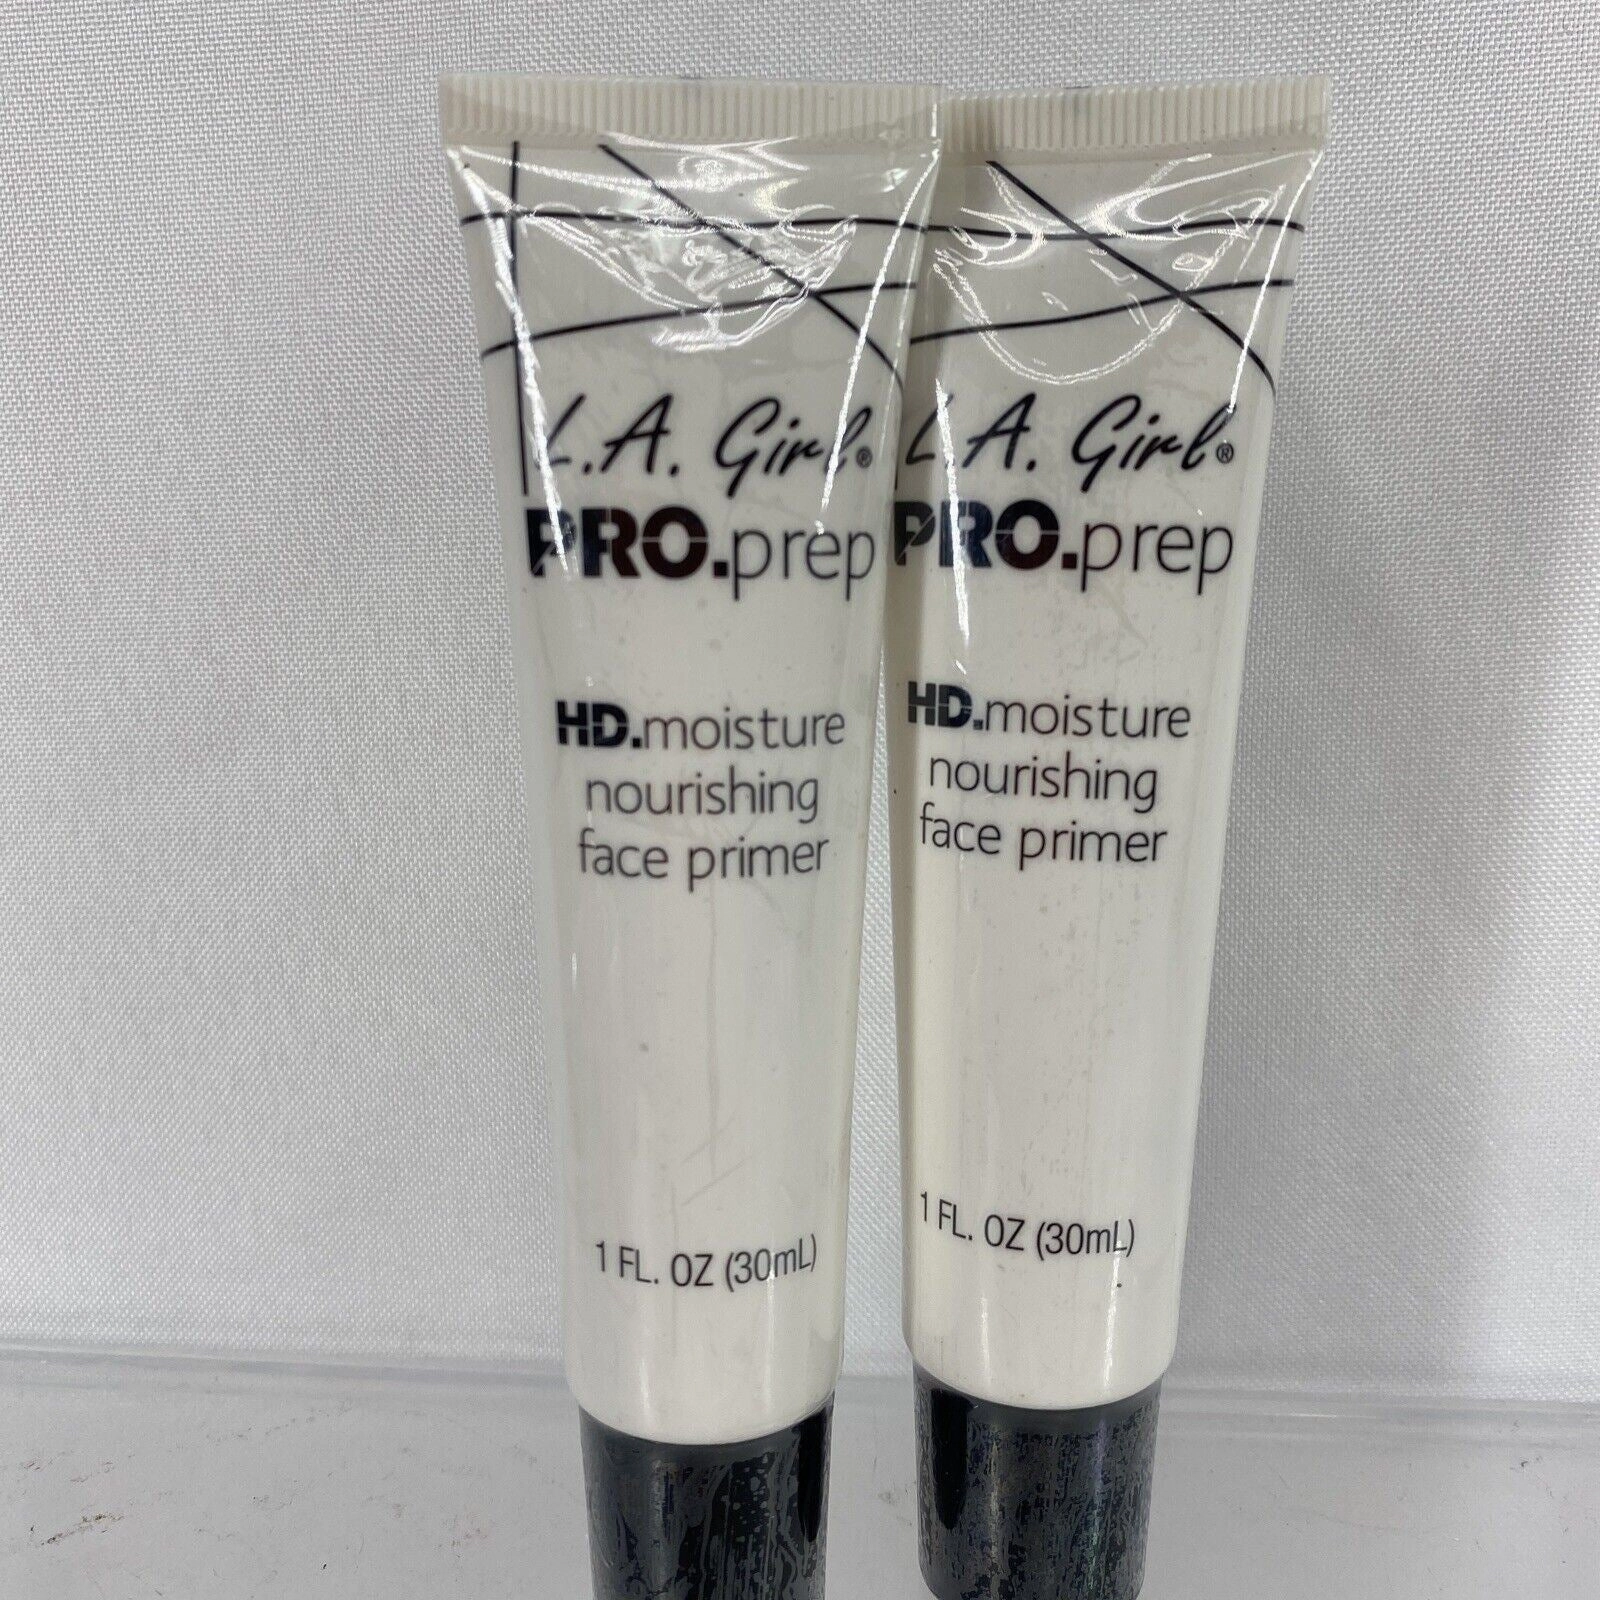 L.A. Girl®
PRO.prep
HD.moisture
nourishing
face primer
1 FL. OZ (30mL)
L.A. Girl®
PRO.prep
HD.moisture
nourishing
face primer
1 FL. OZ (30mL)